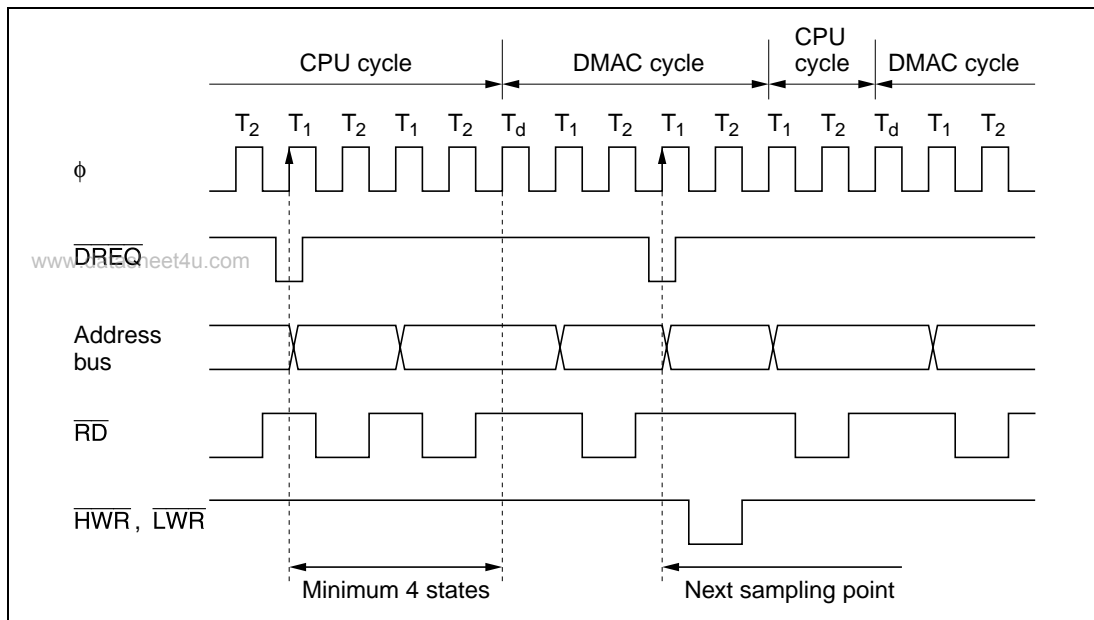 CPU cycle
DMAC cycle
CPU
cycle
DMAC cycle
T2 T1 T2 T1 T2 Td T1 T2 T1 T2 T1 T2 Td T1 T2
φ
DREQ
www.datasheet4u.com
Address
bus
RD
HWR, LWR
Minimum 4 states
Next sampling point